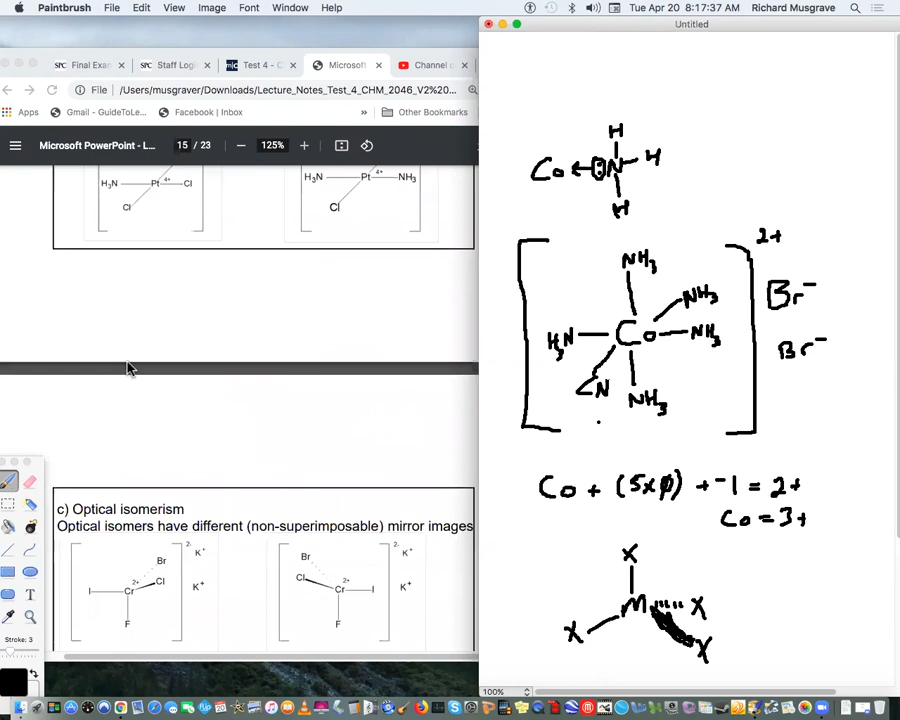 Paintbrush File Edit View Image Font Window Help
Tue Apr 20 8:17:37 AM Richard Musgrave
Untitled
SPC Final Exam
SPC Staff Logi
Test 4 - C
Microsoft
Channel c
File /Users/musgraver/Downloads/Lecture_Notes_Test_4_CHM_2046_V2%20...
Apps Gmail - GuideToLe... Facebook | Inbox Other Bookmarks
Microsoft PowerPoint - L... 15 / 23 125%
H₃N Pt 4+ Cl
Cl
H₃N Pt 4+ NH₃
Cl
c) Optical isomerism
Optical isomers have different (non-superimposable) mirror images
2- K⁺
Br
Cl
I Cr 2+
K⁺
F
2- K⁺
Br
Cl
Cr 2+ I
K⁺
F
Stroke: 3
H
Co ← : N H
H
2+
NH₃
NH₃
Br⁻
H₃N Co NH₃
Br⁻
CN
NH₃
Co + (5x0) + -1 = 2+
Co = 3+
X
M X
X
X
100%